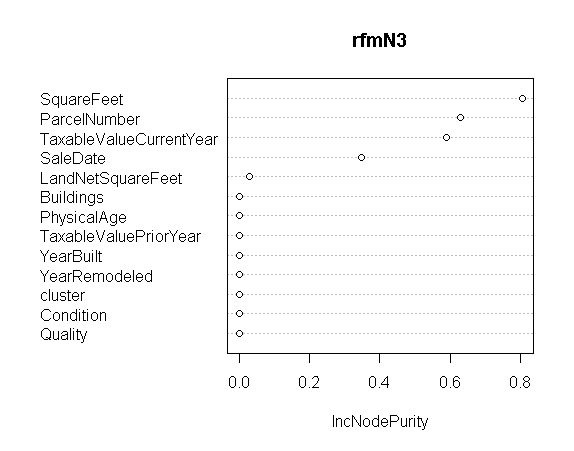 rfmN3
SquareFeet
ParcelNumber
TaxableValueCurrentYear
SaleDate
LandNetSquareFeet
Buildings
PhysicalAge
TaxableValuePriorYear
YearBuilt
YearRemodeled
cluster
Condition
Quality
0.0 0.2 0.4 0.6 0.8
IncNodePurity